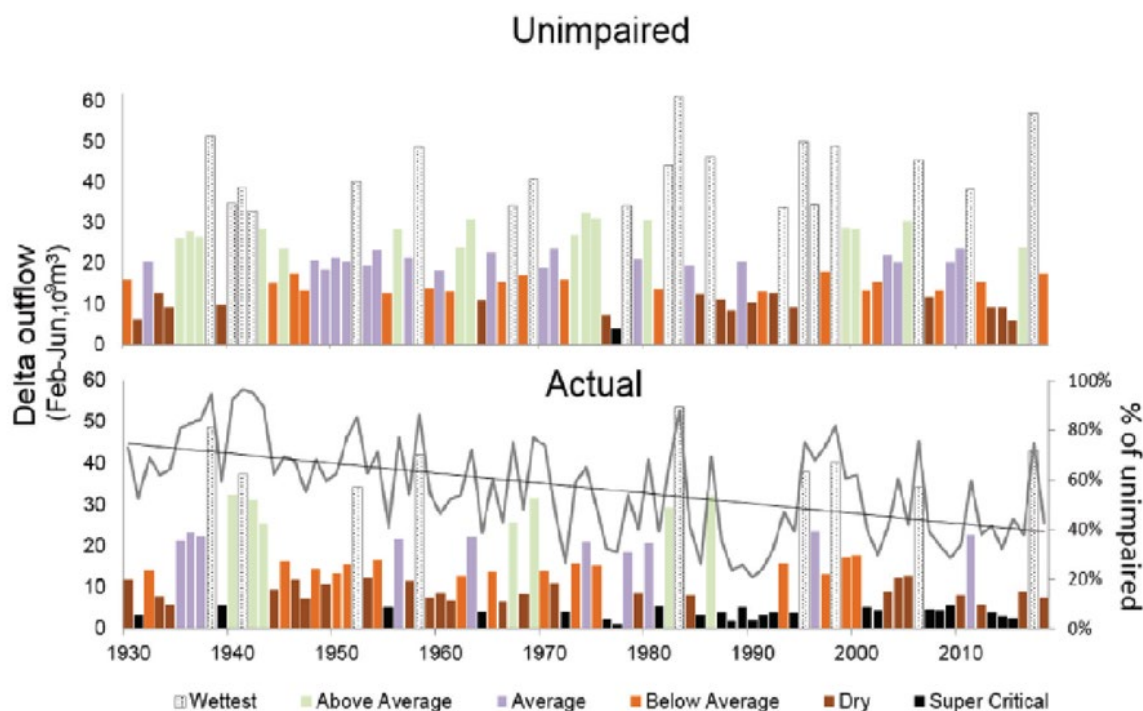 Unimpaired
Delta outflow
(Feb-Jun,10⁹m³)
60
50
40
30
20
10
0
Actual
60
50
40
30
20
10
0
100%
80%
60%
40%
20%
0%
% of unimpaired
1930
1940
1950
1960
1970
1980
1990
2000
2010
Wettest
Above Average
Average
Below Average
Dry
Super Critical